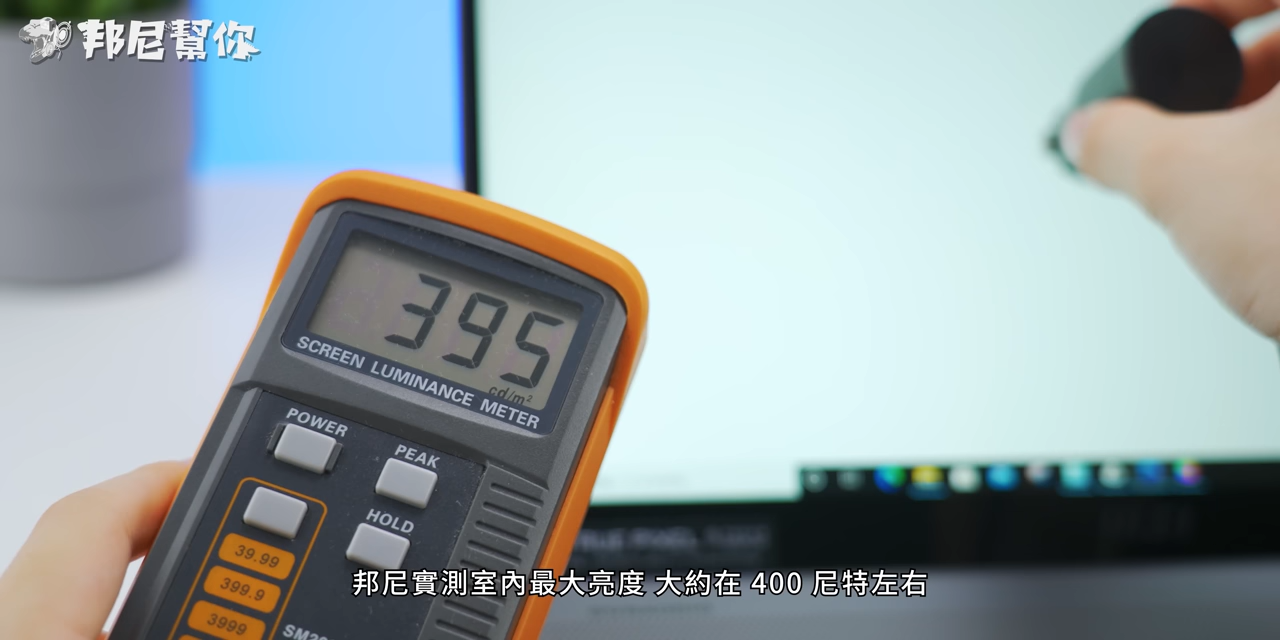 邦尼幫你
395
cd/m²
SCREEN LUMINANCE METER
POWER
PEAK
HOLD
39.99
399.9
3999
邦尼實測室內最大亮度 大約在 400 尼特左右